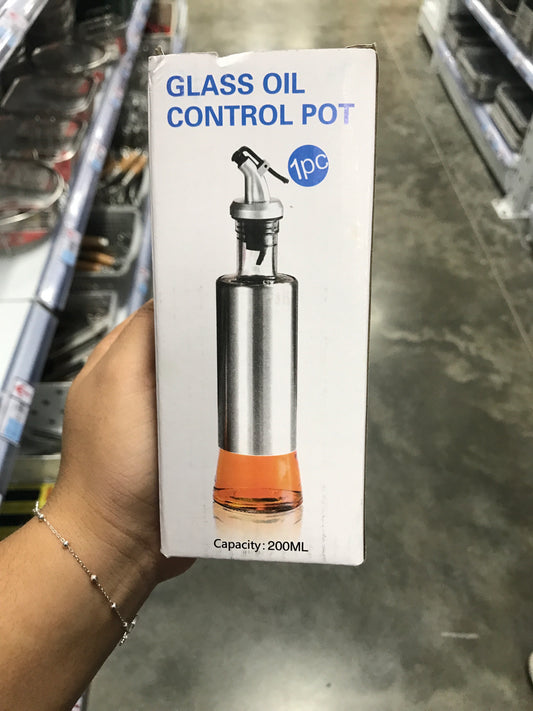 GLASS OIL
CONTROL POT
1pc
Capacity: 200ML